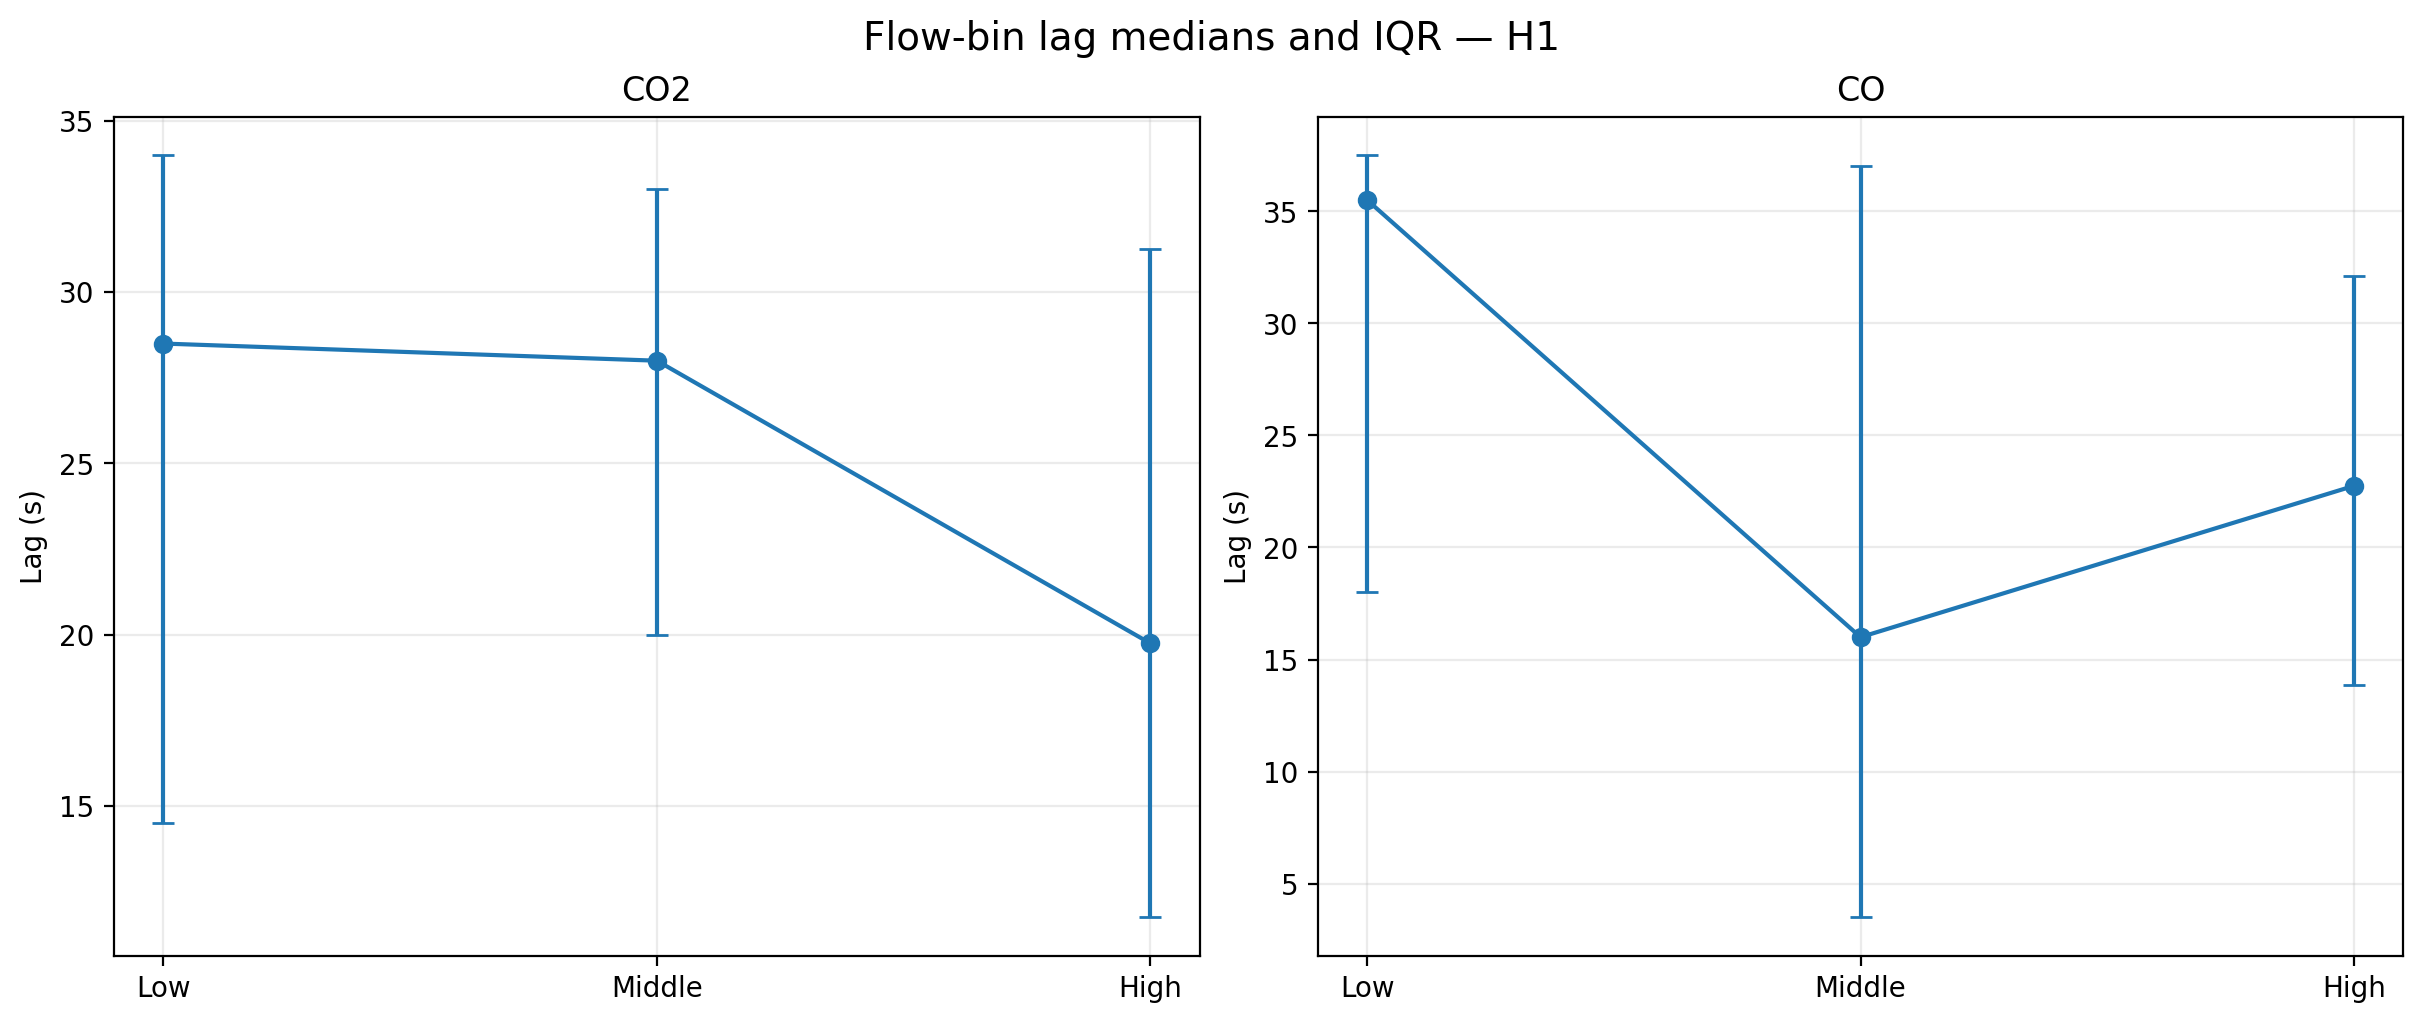 Flow-bin lag medians and IQR — H1
CO2
35
30
25
20
15
Lag (s)
Low Middle High
CO
35
30
25
20
15
10
5
Lag (s)
Low Middle High